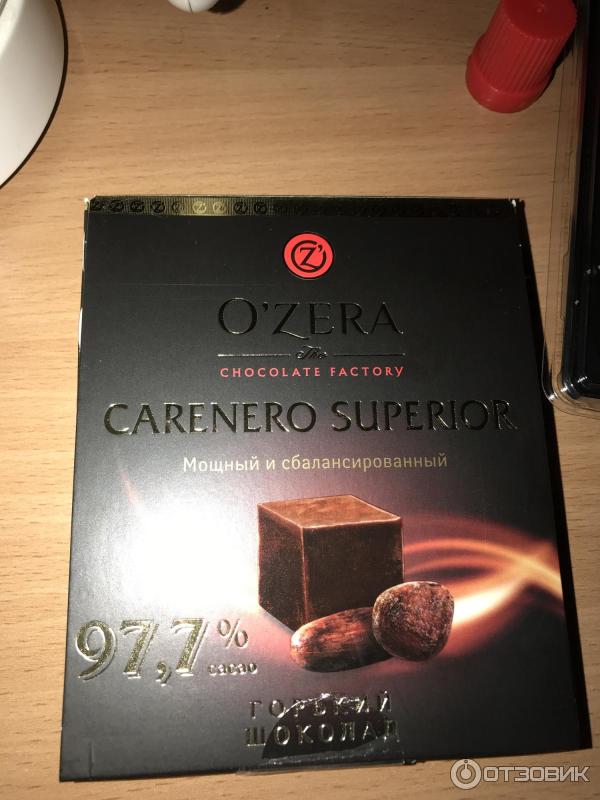 O'ZERA
The
CHOCOLATE FACTORY
CARENERO SUPERIOR
Мощный и сбалансированный
97,7% cacao
ГОРЬКИЙ
ШОКОЛАД
ОТЗОВИК